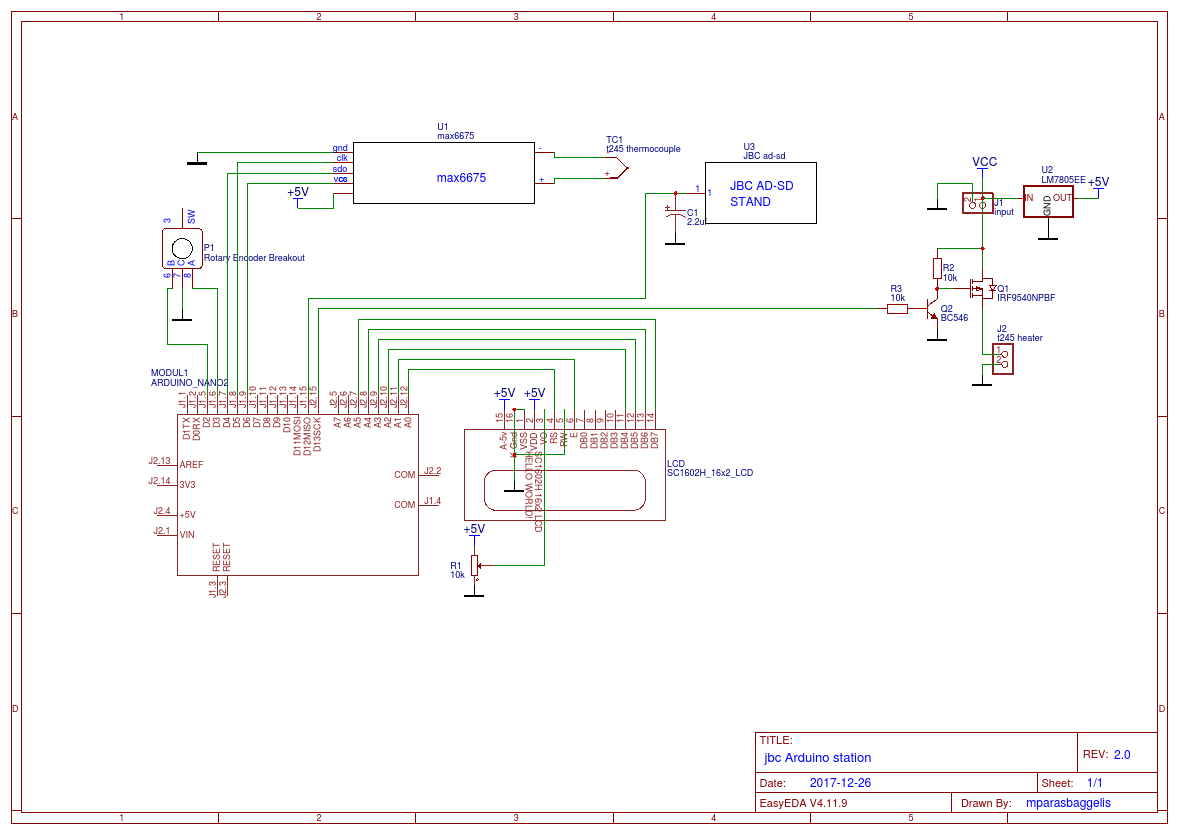 1 2 3 4 5
A
B
C
D
A
B
C
D
1 2 3 4 5
U1
max6675
gnd
clk
sdo
vcs
max6675
-
+
+5V
TC1
t245 thermocouple
+
U3
JBC ad-sd
JBC AD-SD
STAND
1 1
+
C1
2.2uf
VCC
U2
LM7805EE
+5V
IN
OUT
GND
2 1
J1
input
R2
10k
R3
10k
Q1
IRF9540NPBF
Q2
BC546
J2
t245 heater
1
2
3
SW
P1
Rotary Encoder Breakout
B C A
6 7 8
MODUL1
ARDUINO_NANO2
J1.1 J1.2 J1.5 J1.6 J1.7 J1.8 J1.9 J1.10 J1.11 J1.12 J1.13 J1.14 J1.15 J2.15 J2.5 J2.6 J2.7 J2.8 J2.9 J2.10 J2.11 J2.12
D1TX D0RX D2 D3 D4 D5 D6 D7 D8 D9 D10 D11MOSI D12MISO D13SCK A7 A6 A5 A4 A3 A2 A1 A0
J2.13 AREF
J2.14 3V3
J2.4 +5V
J2.1 VIN
COM J2.2
COM J1.4
RESET RESET
J1.3 J2.3
+5V +5V
15 16 1 2 3 4 5 6 7 8 9 10 11 12 13 14
A-5v K-Gnd VSS VDD VO RS RW E DB0 DB1 DB2 DB3 DB4 DB5 DB6 DB7
HELLO WORLD!
SC1602H 16x2 LCD
LCD
SC1602H_16x2_LCD
+5V
R1
10k
TITLE:
jbc Arduino station
REV: 2.0
Date: 2017-12-26
Sheet: 1/1
EasyEDA V4.11.9
Drawn By: mparasbaggelis